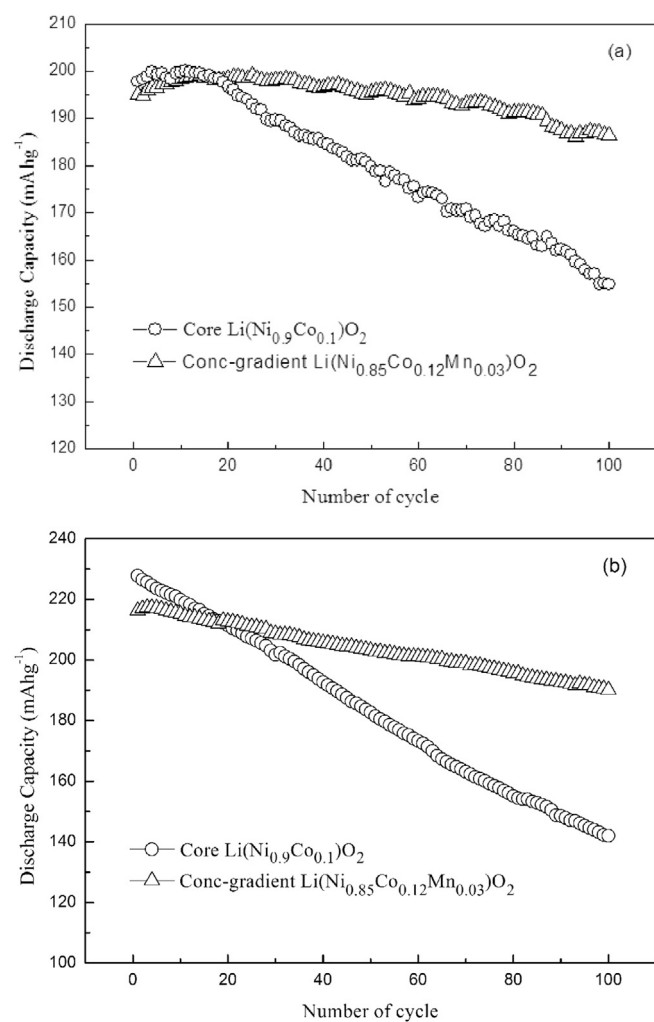 210
200
190
180
170
160
150
140
130
120
Discharge Capacity (mAhg⁻¹)
(a)
Core Li(Ni₀.₉Co₀.₁)O₂
Conc-gradient Li(Ni₀.₈₅Co₀.₁₂Mn₀.₀₃)O₂
0 20 40 60 80 100
Number of cycle
240
220
200
180
160
140
120
100
Discharge Capacity (mAhg⁻¹)
(b)
Core Li(Ni₀.₉Co₀.₁)O₂
Conc-gradient Li(Ni₀.₈₅Co₀.₁₂Mn₀.₀₃)O₂
0 20 40 60 80 100
Number of cycle